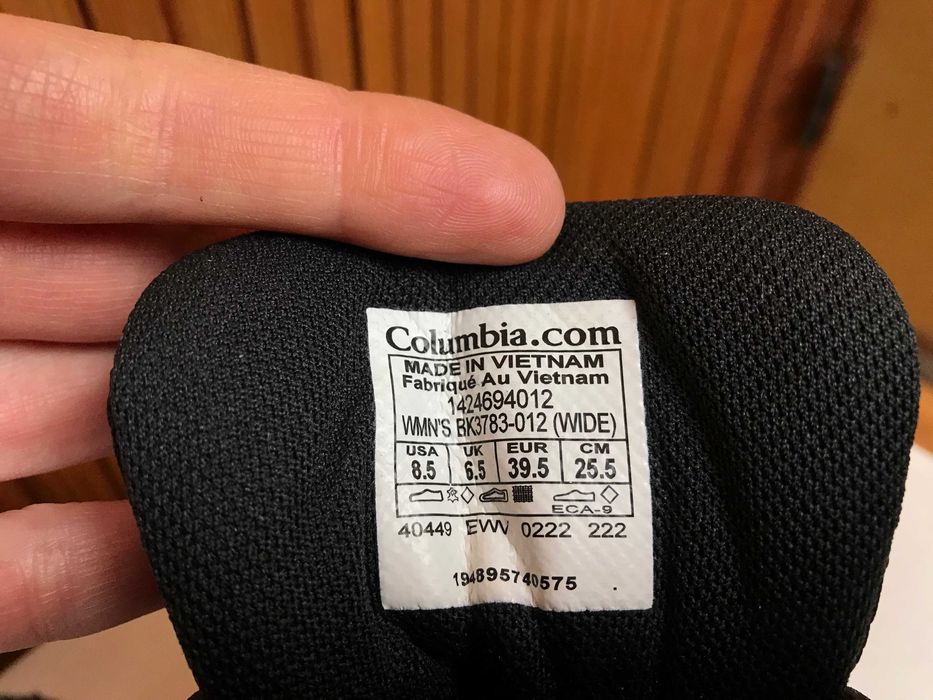 Columbia.com
MADE IN VIETNAM
Fabriqué Au Vietnam
1424694012
WMN'S BK3783-012 (WIDE)
USA UK EUR CM
8.5 6.5 39.5 25.5
ECA-9
40449 EVVV 0222 222
194895740575 .